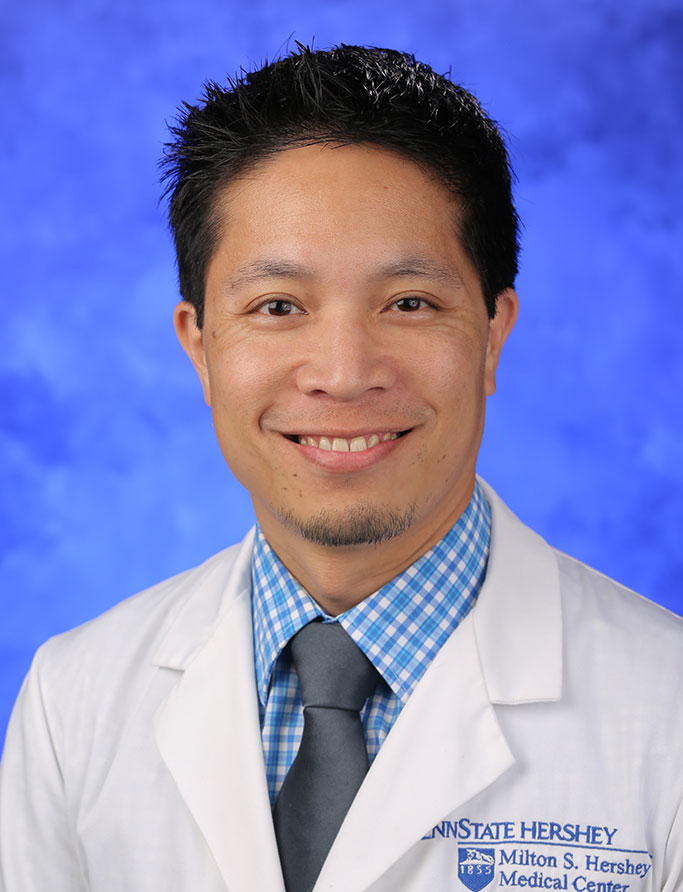 ENNSTATE HERSHEY
1855
Milton S. Hershey
Medical Center